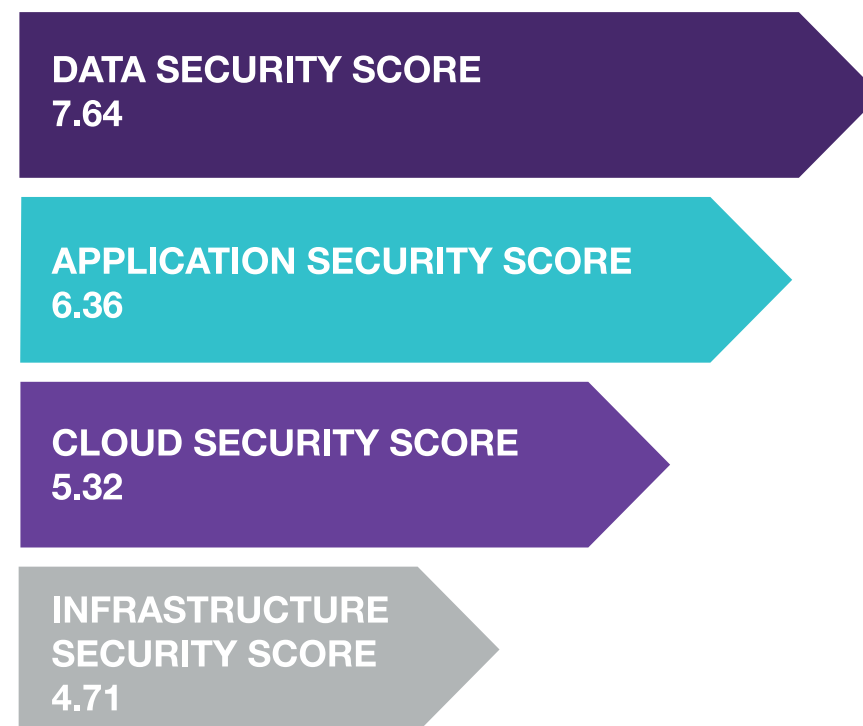 DATA SECURITY SCORE
7.64
APPLICATION SECURITY SCORE
6.36
CLOUD SECURITY SCORE
5.32
INFRASTRUCTURE
SECURITY SCORE
4.71